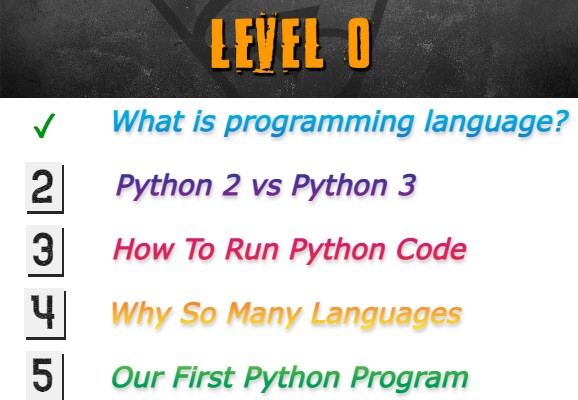 LEVEL 0
✓ What is programming language?
2 Python 2 vs Python 3
3 How To Run Python Code
4 Why So Many Languages
5 Our First Python Program